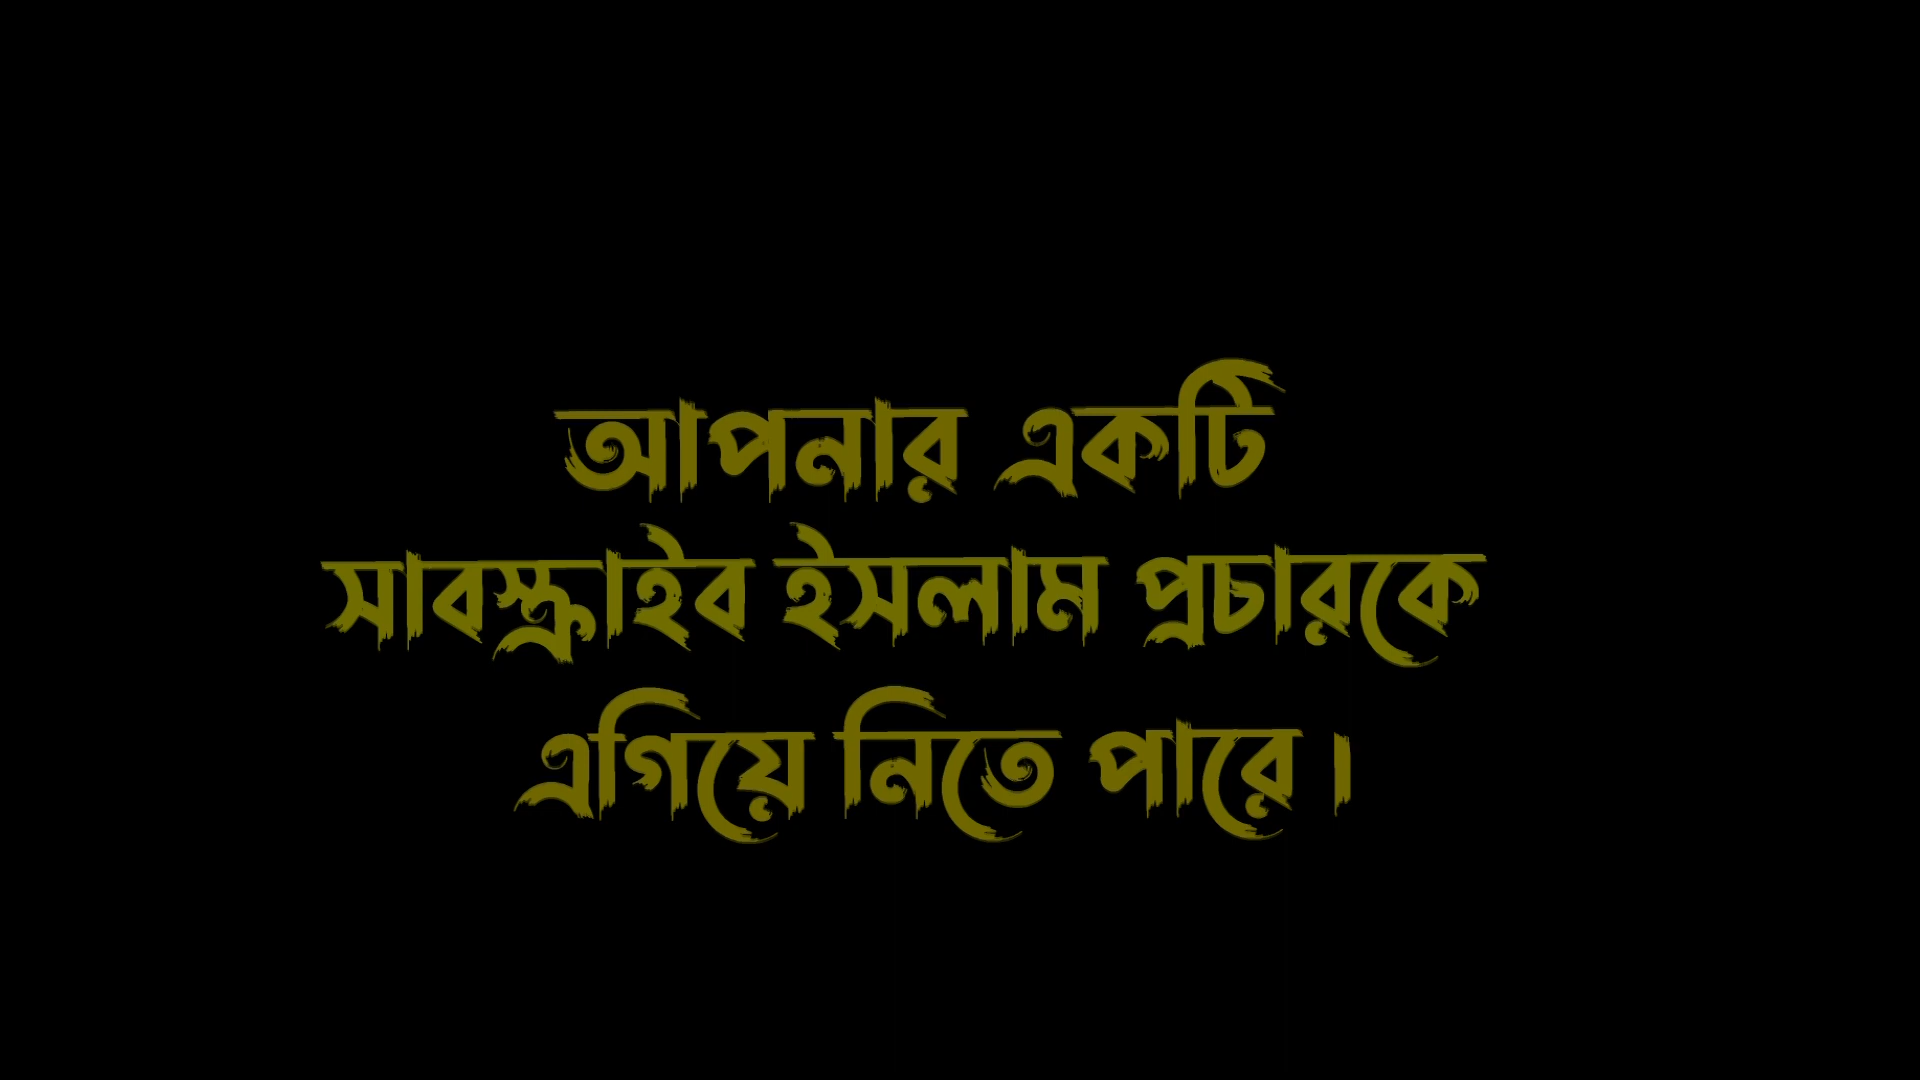 আপনার একটি
সাবস্ক্রাইব ইসলাম প্রচারকে
এগিয়ে নিতে পারে।